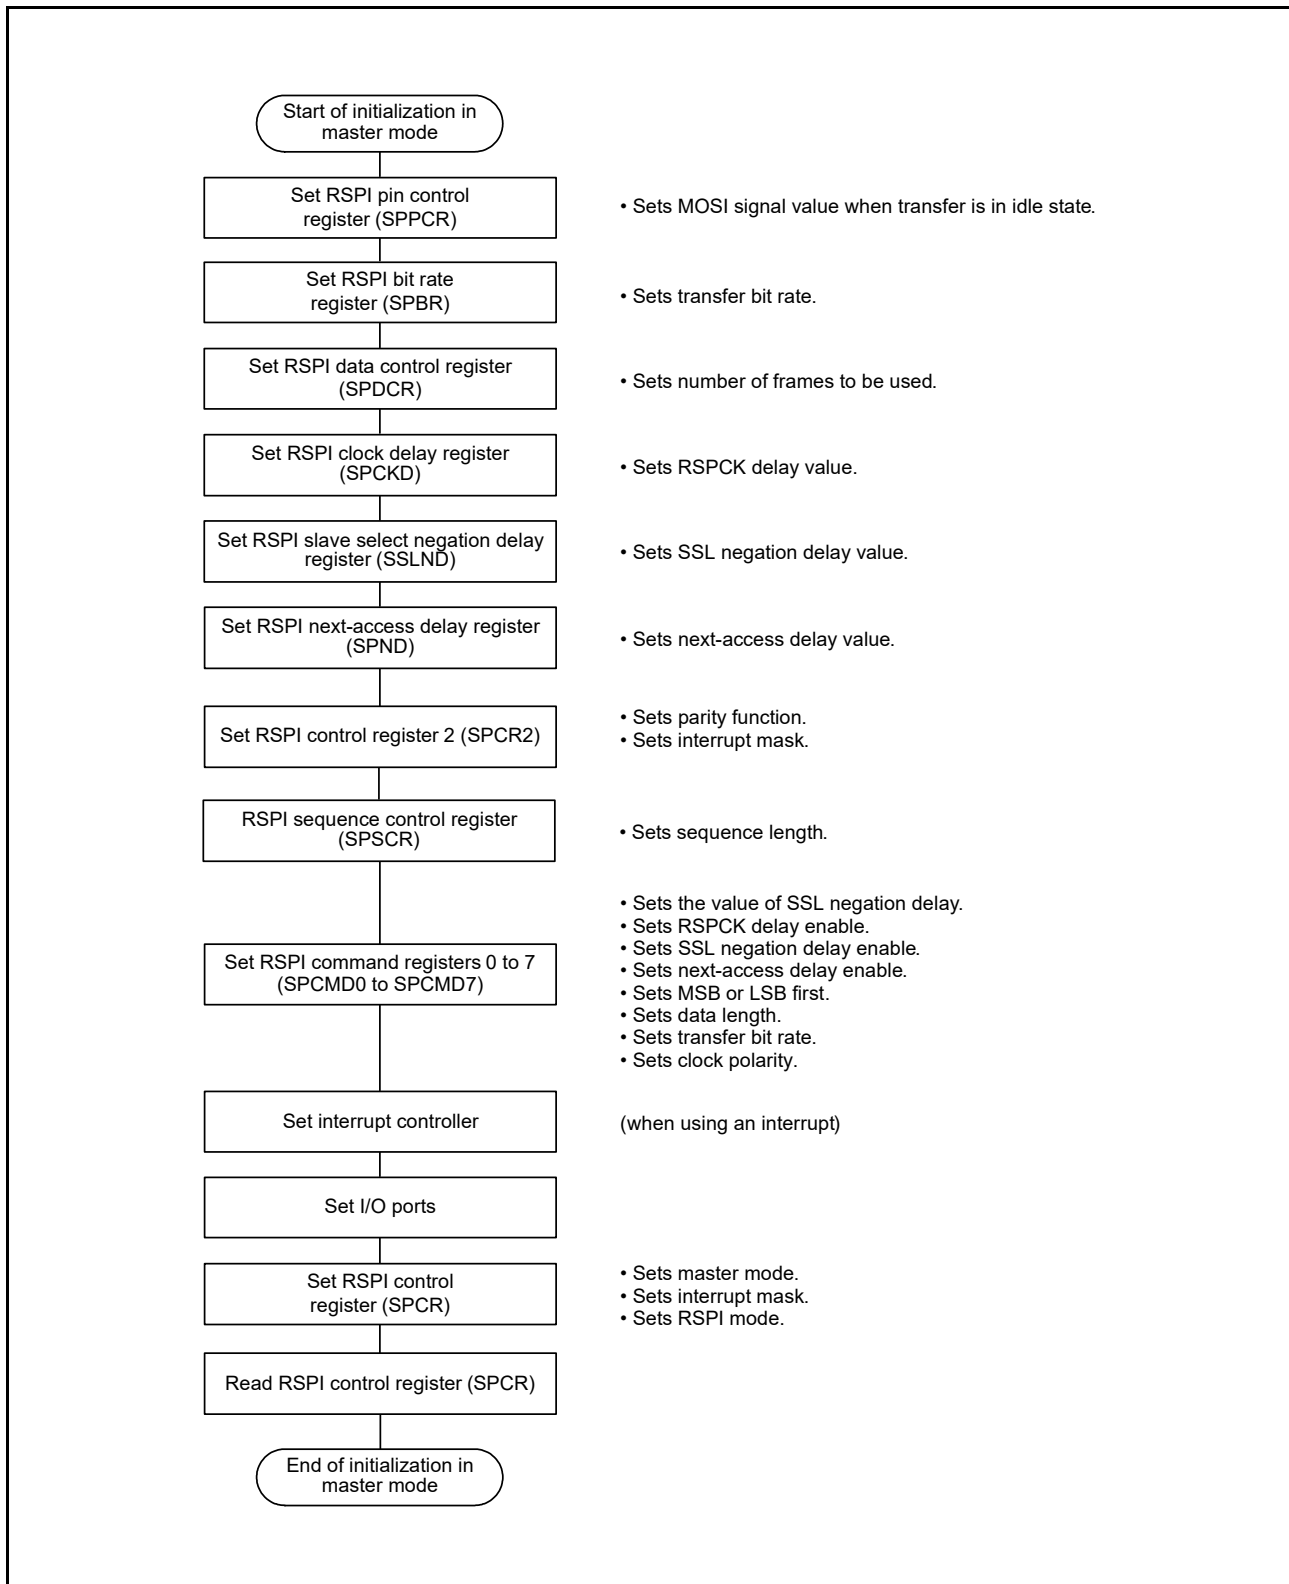 Start of initialization in
master mode
Set RSPI pin control
register (SPPCR)
• Sets MOSI signal value when transfer is in idle state.
Set RSPI bit rate
register (SPBR)
• Sets transfer bit rate.
Set RSPI data control register
(SPDCR)
• Sets number of frames to be used.
Set RSPI clock delay register
(SPCKD)
• Sets RSPCK delay value.
Set RSPI slave select negation delay
register (SSLND)
• Sets SSL negation delay value.
Set RSPI next-access delay register
(SPND)
• Sets next-access delay value.
Set RSPI control register 2 (SPCR2)
• Sets parity function.
• Sets interrupt mask.
RSPI sequence control register
(SPSCR)
• Sets sequence length.
Set RSPI command registers 0 to 7
(SPCMD0 to SPCMD7)
• Sets the value of SSL negation delay.
• Sets RSPCK delay enable.
• Sets SSL negation delay enable.
• Sets next-access delay enable.
• Sets MSB or LSB first.
• Sets data length.
• Sets transfer bit rate.
• Sets clock polarity.
Set interrupt controller
(when using an interrupt)
Set I/O ports
Set RSPI control
register (SPCR)
• Sets master mode.
• Sets interrupt mask.
• Sets RSPI mode.
Read RSPI control register (SPCR)
End of initialization in
master mode